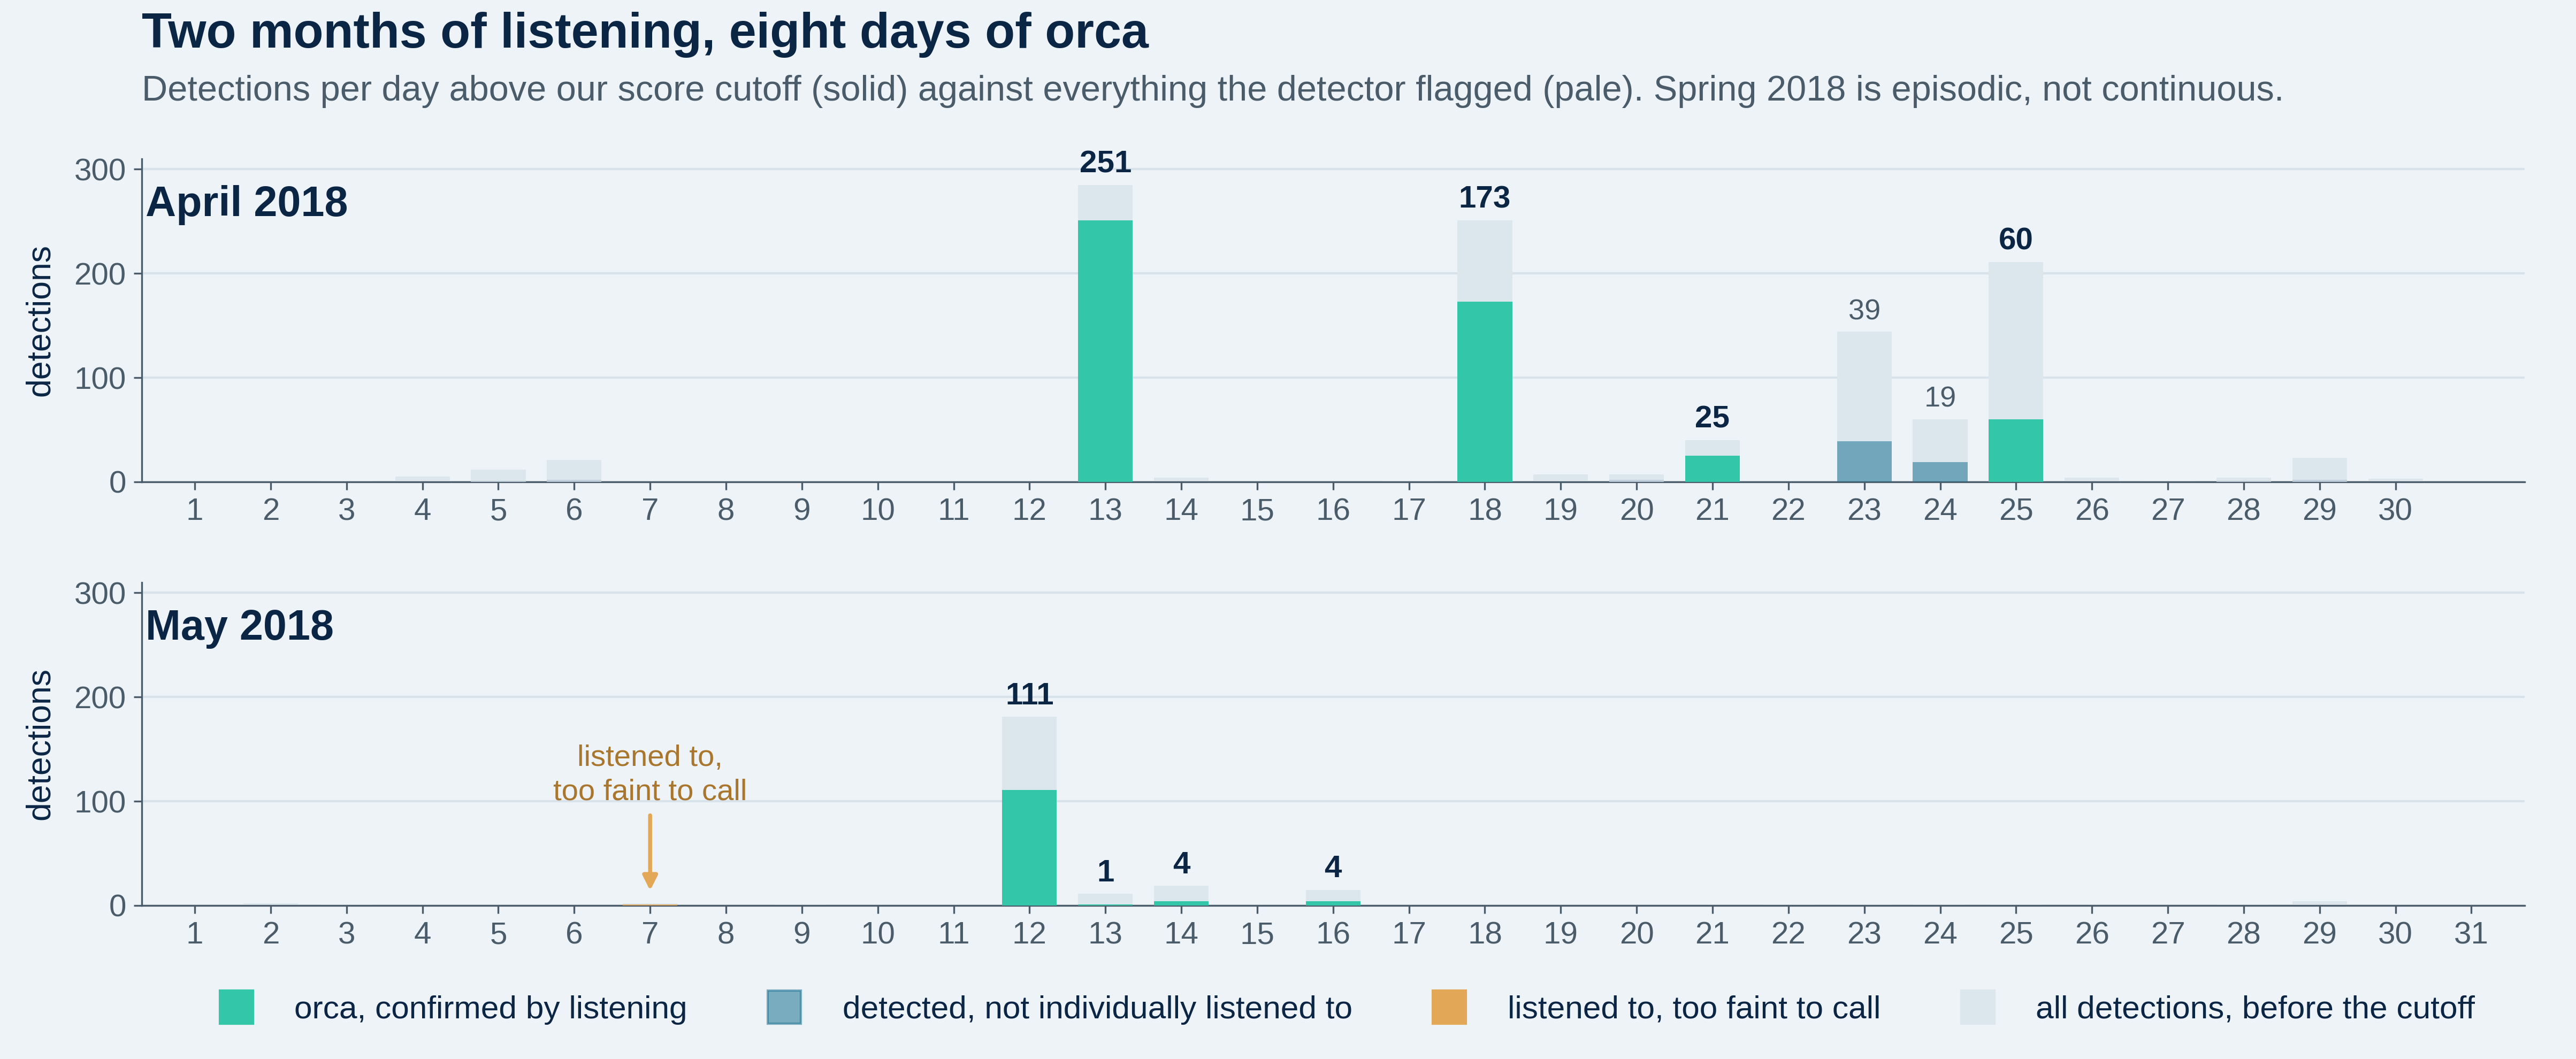 Two months of listening, eight days of orca
Detections per day above our score cutoff (solid) against everything the detector flagged (pale). Spring 2018 is episodic, not continuous.
April 2018
detections
300
200
100
0
251
173
25
39
19
60
1 2 3 4 5 6 7 8 9 10 11 12 13 14 15 16 17 18 19 20 21 22 23 24 25 26 27 28 29 30
May 2018
detections
300
200
100
0
listened to,
too faint to call
111
1
4
4
1 2 3 4 5 6 7 8 9 10 11 12 13 14 15 16 17 18 19 20 21 22 23 24 25 26 27 28 29 30 31
orca, confirmed by listening
detected, not individually listened to
listened to, too faint to call
all detections, before the cutoff